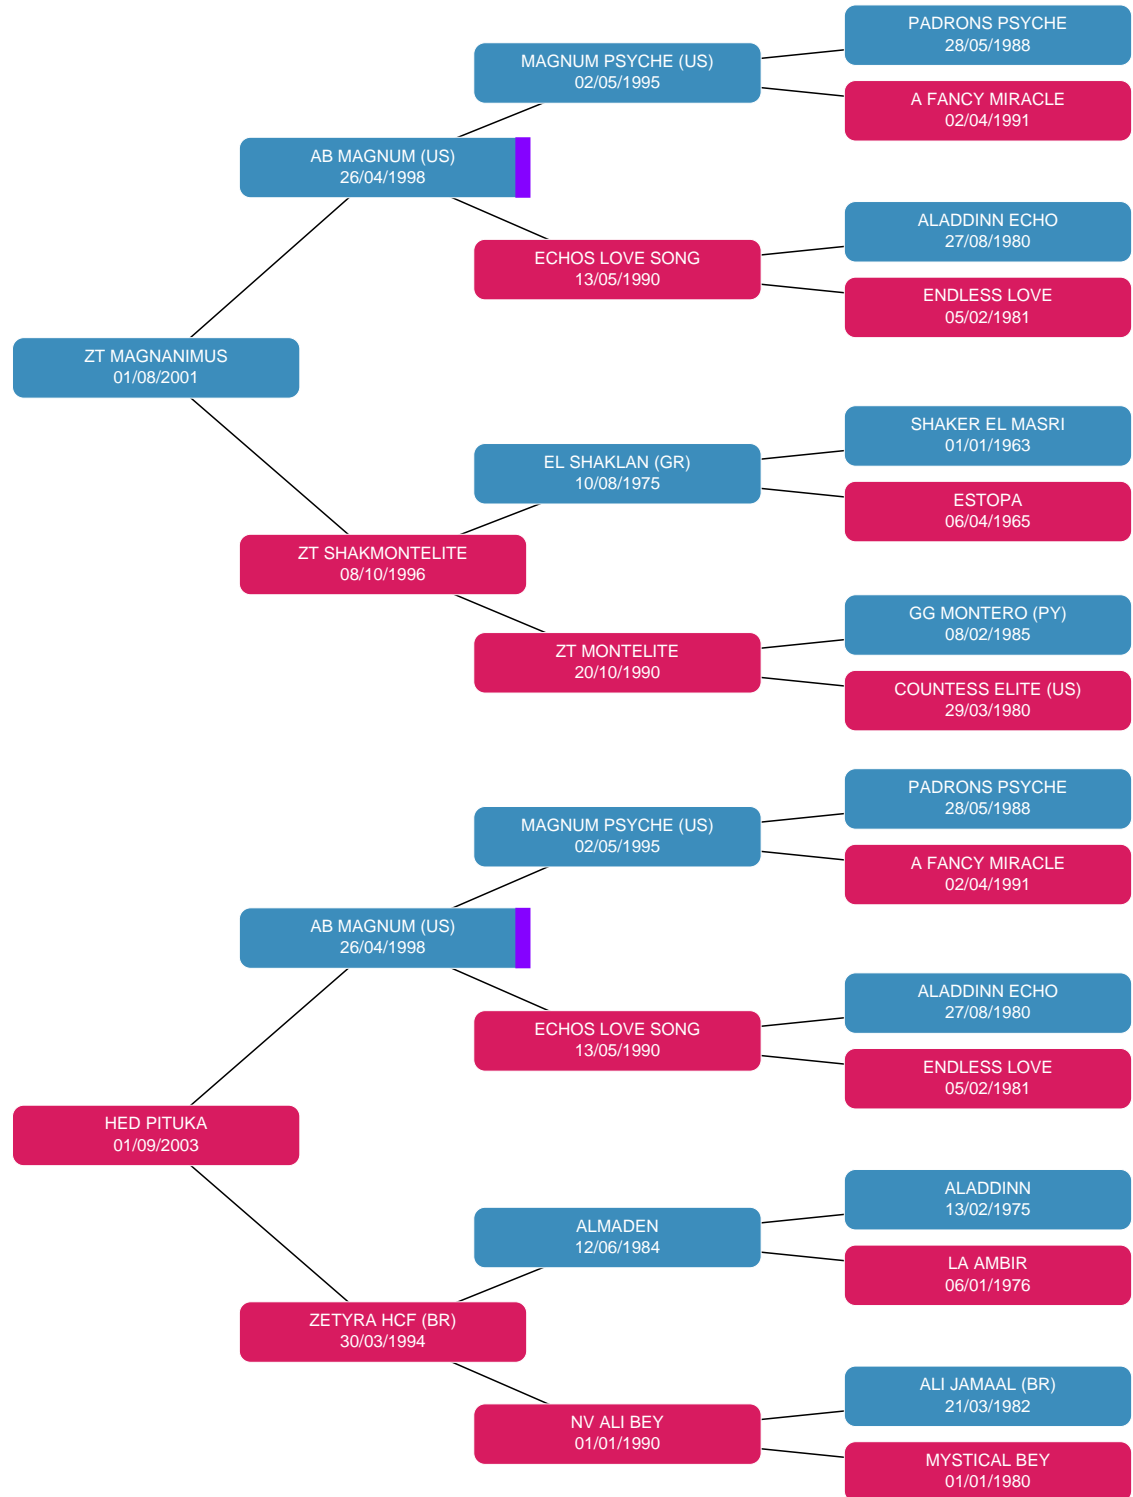 PADRONS PSYCHE
28/05/1988
MAGNUM PSYCHE (US)
02/05/1995
A FANCY MIRACLE
02/04/1991
AB MAGNUM (US)
26/04/1998
ALADDINN ECHO
27/08/1980
ECHOS LOVE SONG
13/05/1990
ENDLESS LOVE
05/02/1981
ZT MAGNANIMUS
01/08/2001
SHAKER EL MASRI
01/01/1963
EL SHAKLAN (GR)
10/08/1975
ESTOPA
06/04/1965
ZT SHAKMONTELITE
08/10/1996
GG MONTERO (PY)
08/02/1985
ZT MONTELITE
20/10/1990
COUNTESS ELITE (US)
29/03/1980
PADRONS PSYCHE
28/05/1988
MAGNUM PSYCHE (US)
02/05/1995
A FANCY MIRACLE
02/04/1991
AB MAGNUM (US)
26/04/1998
ALADDINN ECHO
27/08/1980
ECHOS LOVE SONG
13/05/1990
ENDLESS LOVE
05/02/1981
HED PITUKA
01/09/2003
ALADDINN
13/02/1975
ALMADEN
12/06/1984
LA AMBIR
06/01/1976
ZETYRA HCF (BR)
30/03/1994
ALI JAMAAL (BR)
21/03/1982
NV ALI BEY
01/01/1990
MYSTICAL BEY
01/01/1980